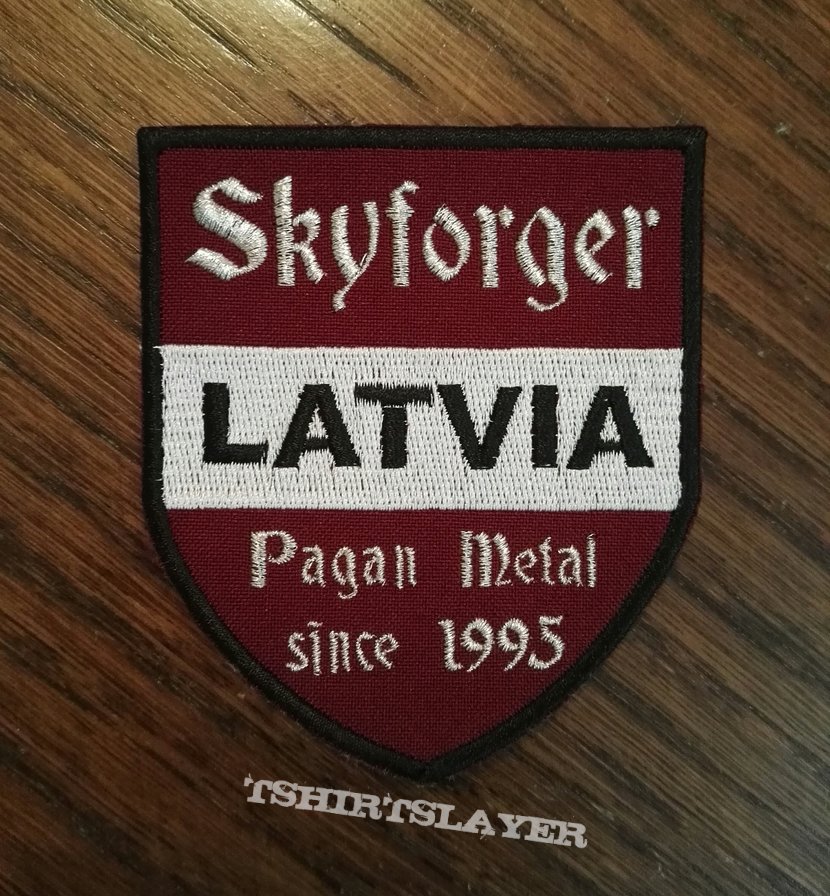 Skyforger
LATVIA
Pagan Metal
since 1995
TSHIRTSLAYER